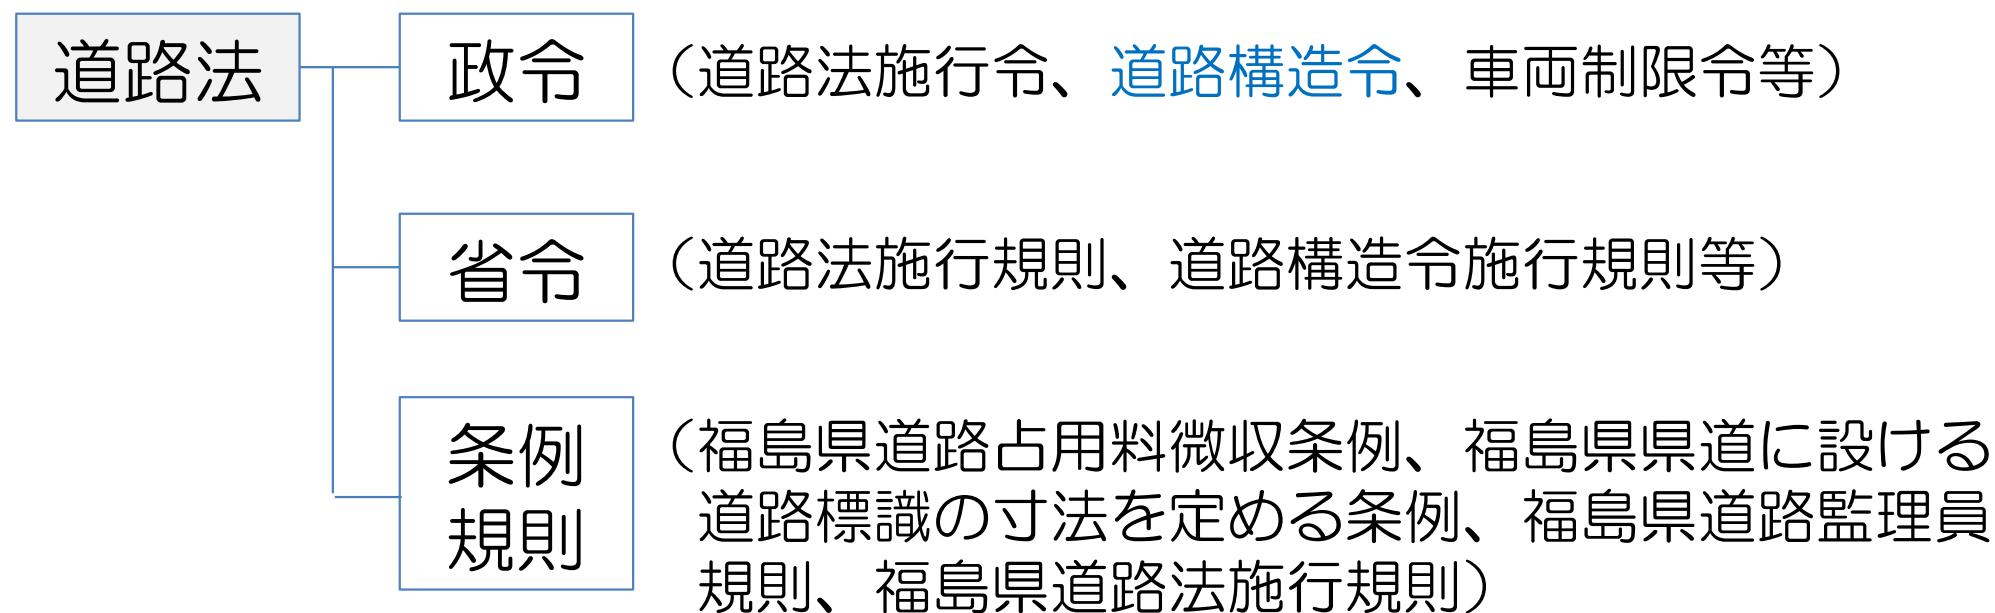 道路法
政令
（道路法施行令、道路構造令、車両制限令等）
省令
（道路法施行規則、道路構造令施行規則等）
条例
規則
（福島県道路占用料微収条例、福島県県道に設ける
道路標識の寸法を定める条例、福島県道路監理員
規則、福島県道路法施行規則）